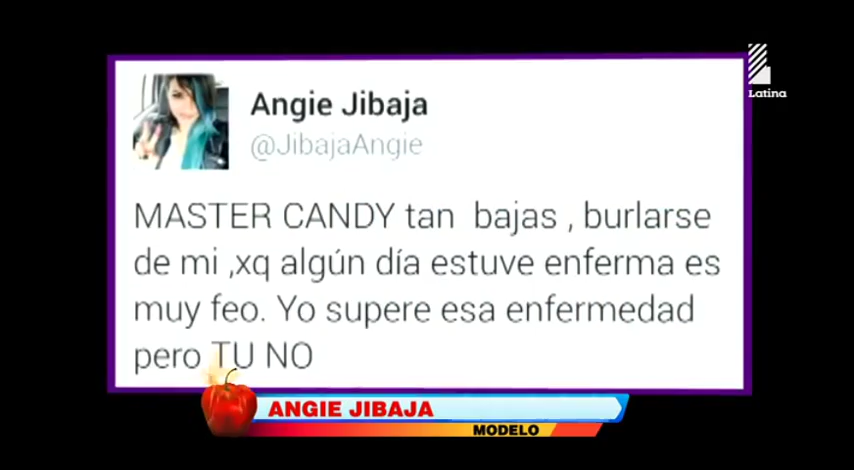 Latina
Angie Jibaja
@JibajaAngie
MASTER CANDY tan bajas , burlarse
de mi ,xq algún día estuve enferma es
muy feo. Yo supere esa enfermedad
pero TU NO
ANGIE JIBAJA
MODELO